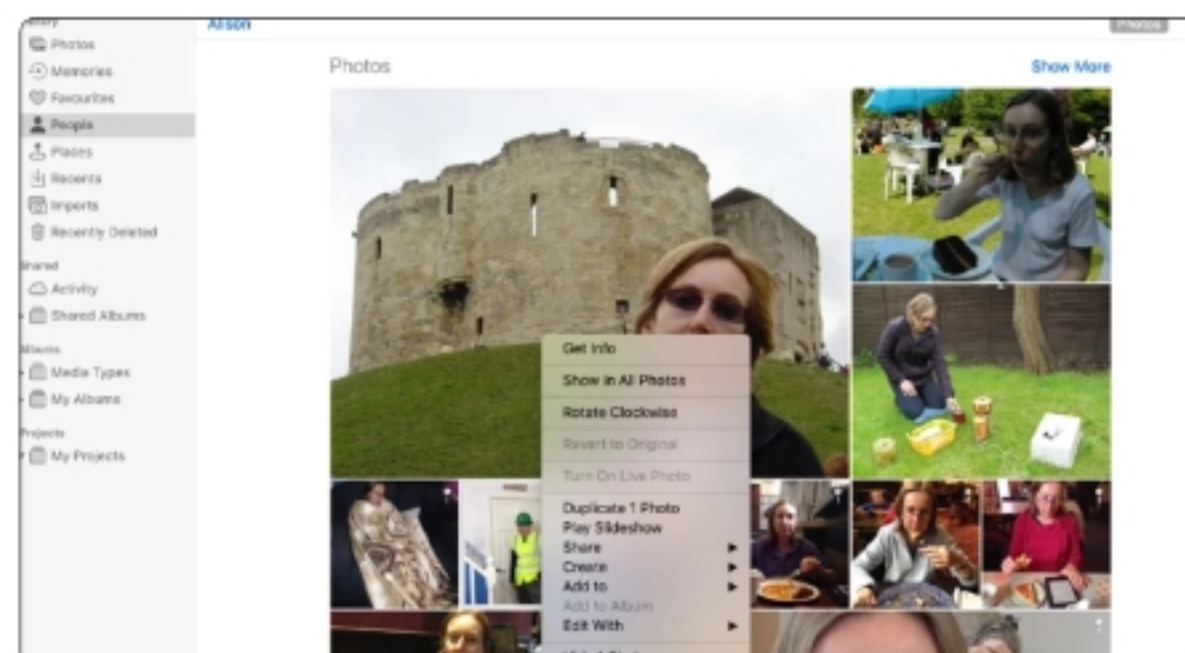 Alison
Photos
Photos
Memories
Favourites
People
Places
Recents
Imports
Recently Deleted
Shared
Activity
Shared Albums
Albums
Media Types
My Albums
Projects
My Projects
Photos
Show More
Get Info
Show in All Photos
Rotate Clockwise
Revert to Original
Turn On Live Photo
Duplicate 1 Photo
Play Slideshow
Share
Create
Add to
Add to Album
Edit With